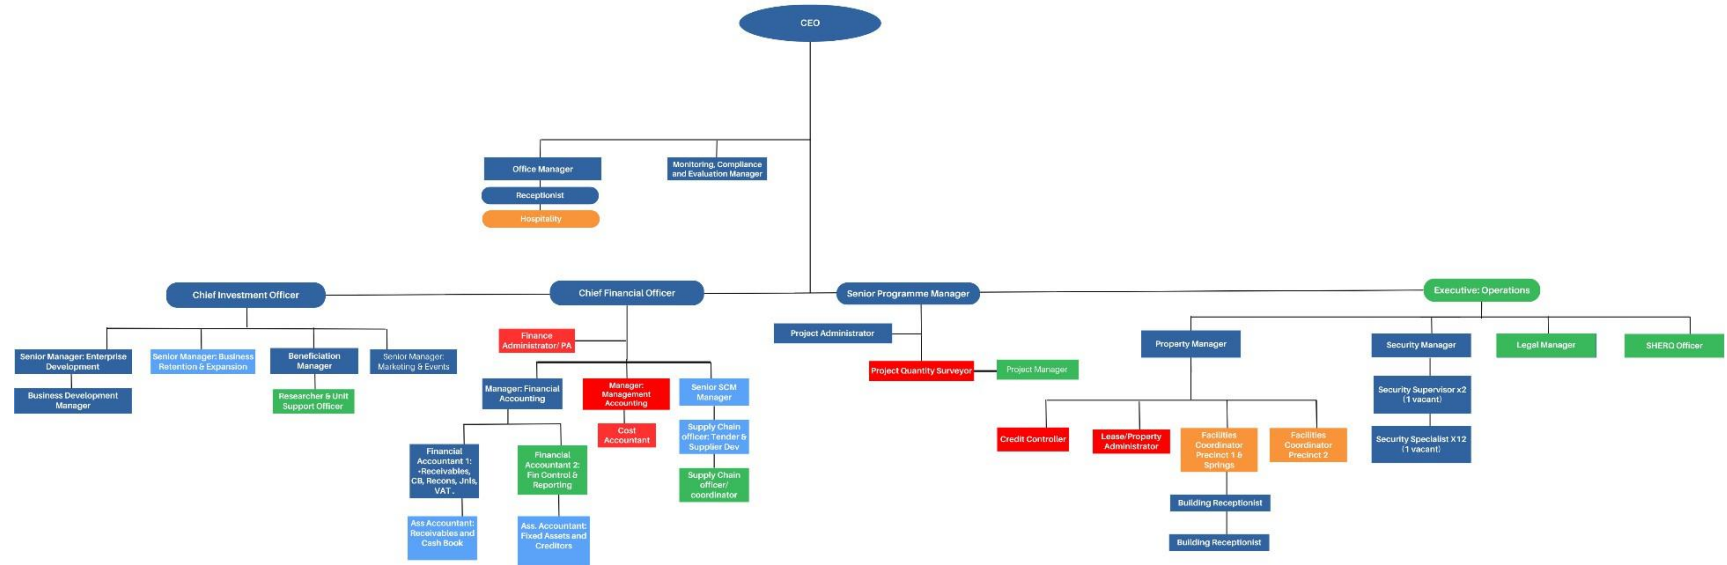 CEO
Office Manager
Monitoring, Compliance
and Evaluation Manager
Receptionist
Hospitality
Chief Investment Officer
Chief Financial Officer
Senior Programme Manager
Executive: Operations
Senior Manager: Enterprise
Development
Senior Manager: Business
Retention & Expansion
Beneficiation
Manager
Senior Manager:
Marketing & Events
Business Development
Manager
Researcher & Unit
Support Officer
Finance
Administrator/ PA
Manager: Financial
Accounting
Manager:
Management
Accounting
Senior SCM
Manager
Cost
Accountant
Supply Chain
officer: Tender &
Supplier Dev
Supply Chain
officer/
coordinator
Financial
Accountant 1:
•Receivables,
CB, Recons, Jnls,
VAT .
Financial
Accountant 2:
Fin Control &
Reporting
Ass Accountant:
Receivables and
Cash Book
Ass. Accountant:
Fixed Assets and
Creditors
Project Administrator
Project Quantity Surveyor
Project Manager
Property Manager
Security Manager
Legal Manager
SHERQ Officer
Credit Controller
Lease/Property
Administrator
Facilities
Coordinator
Precinct 1 &
Springs
Facilities
Coordinator
Precinct 2
Building Receptionist
Building Receptionist
Security Supervisor x2
(1 vacant)
Security Specialist X12
(1 vacant)